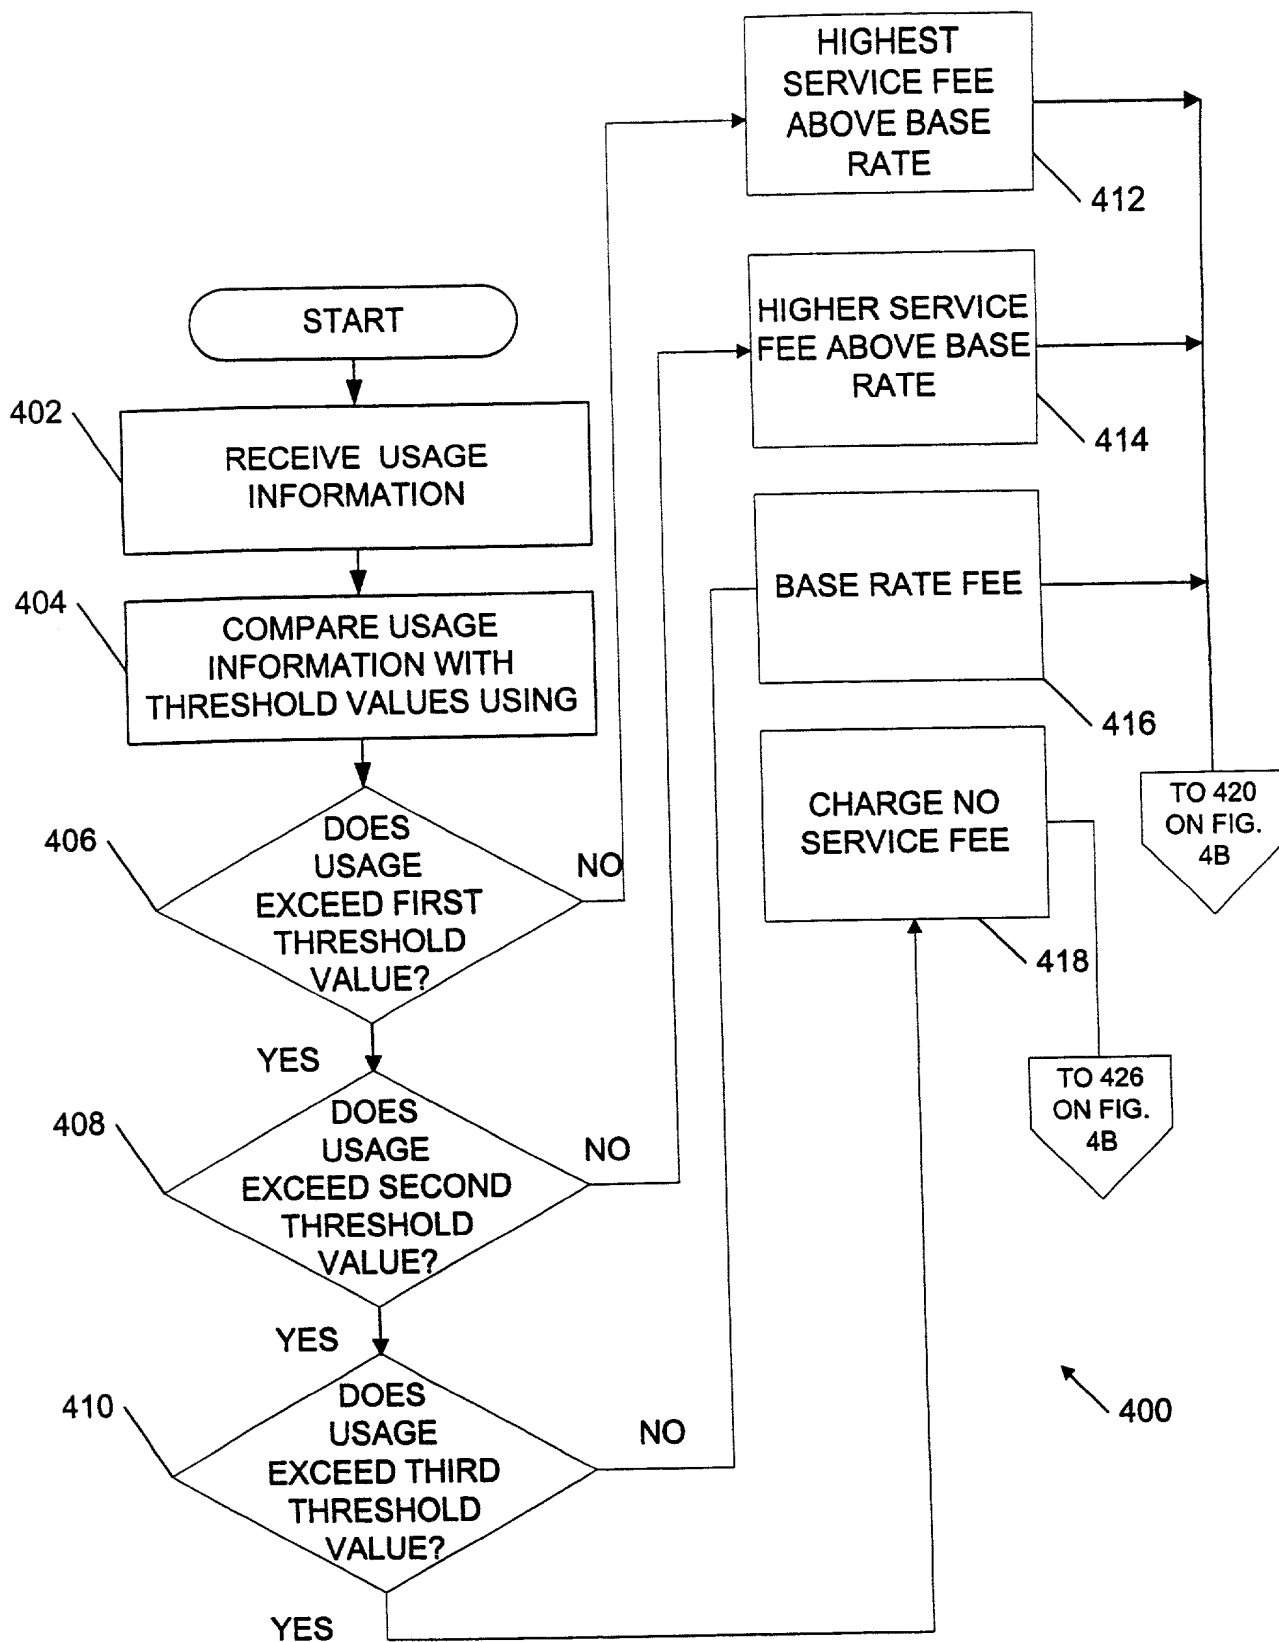 HIGHEST
SERVICE FEE
ABOVE BASE
RATE
412
HIGHER SERVICE
FEE ABOVE BASE
RATE
414
START
402
RECEIVE USAGE
INFORMATION
BASE RATE FEE
416
404
COMPARE USAGE
INFORMATION WITH
THRESHOLD VALUES USING
CHARGE NO
SERVICE FEE
418
TO 420
ON FIG.
4B
406
DOES
USAGE
EXCEED FIRST
THRESHOLD
VALUE?
NO
YES
TO 426
ON FIG.
4B
408
DOES
USAGE
EXCEED SECOND
THRESHOLD
VALUE?
NO
YES
410
DOES
USAGE
EXCEED THIRD
THRESHOLD
VALUE?
NO
YES
400